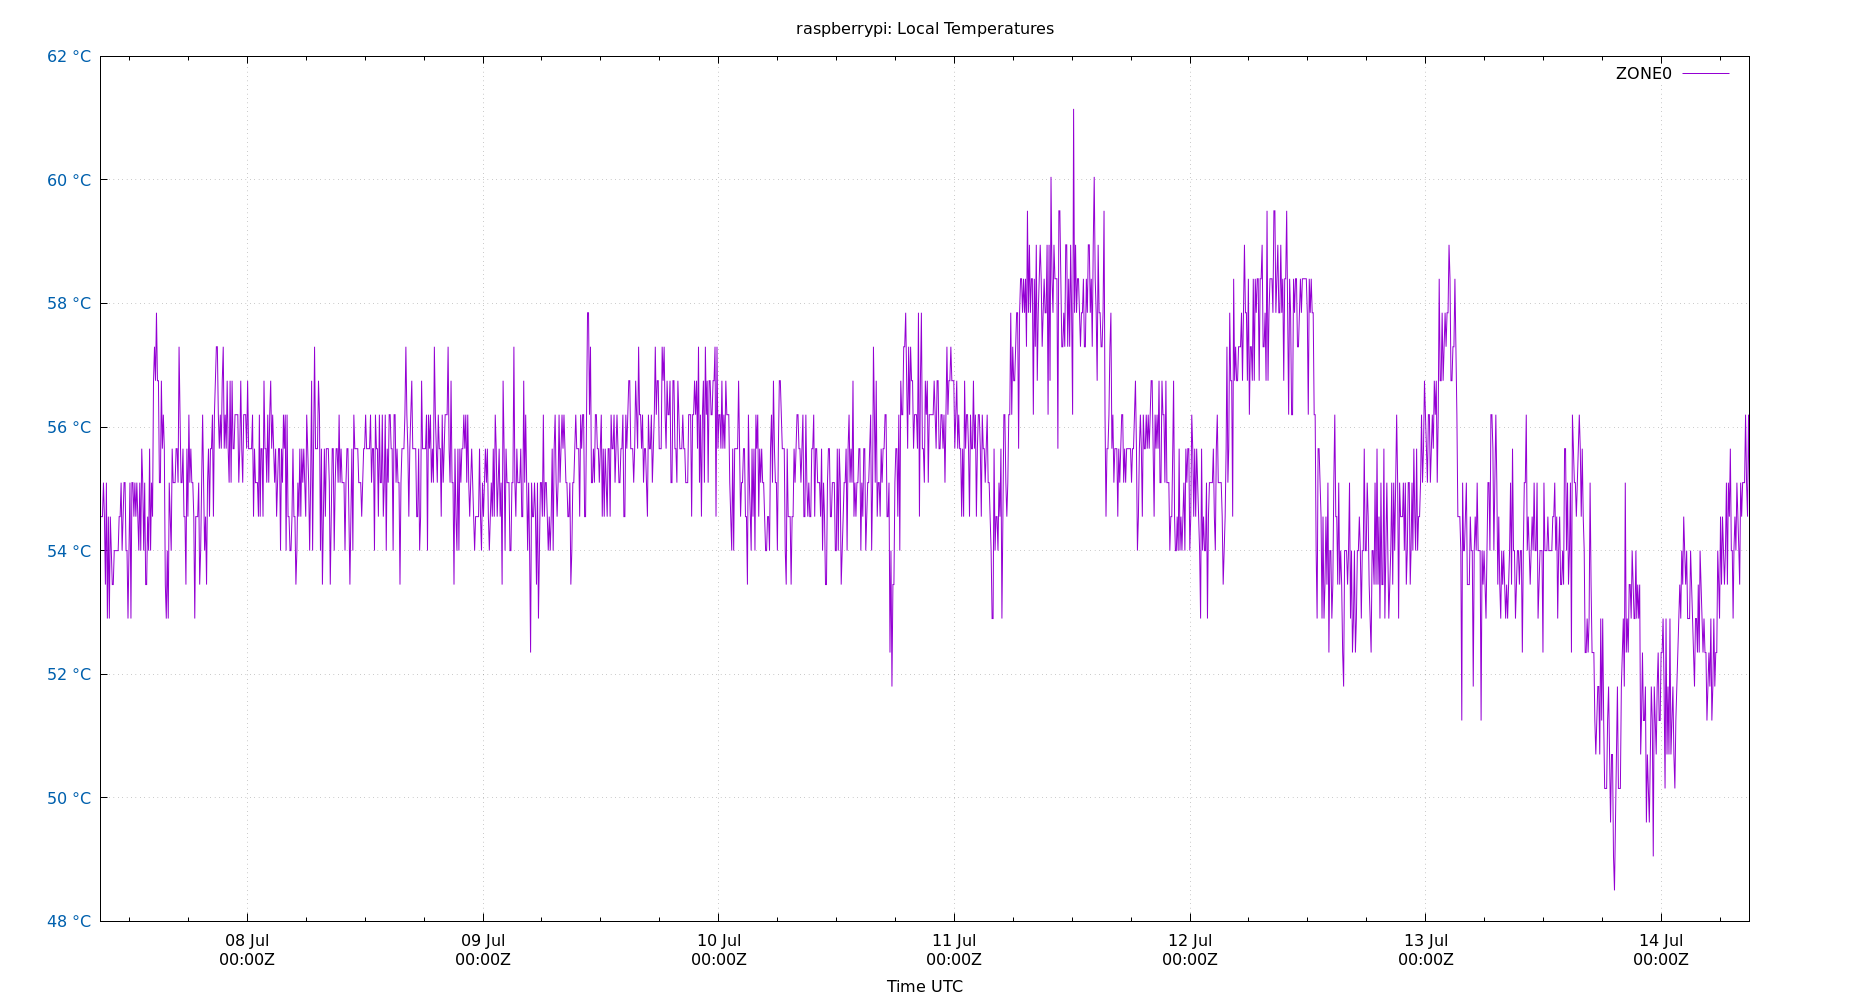 raspberrypi: Local Temperatures
62 °C
ZONE0
60 °C
58 °C
56 °C
54 °C
52 °C
50 °C
48 °C
08 Jul 09 Jul 10 Jul 11 Jul 12 Jul 13 Jul 14 Jul
00:00Z 00:00Z 00:00Z 00:00Z 00:00Z 00:00Z 00:00Z
Time UTC